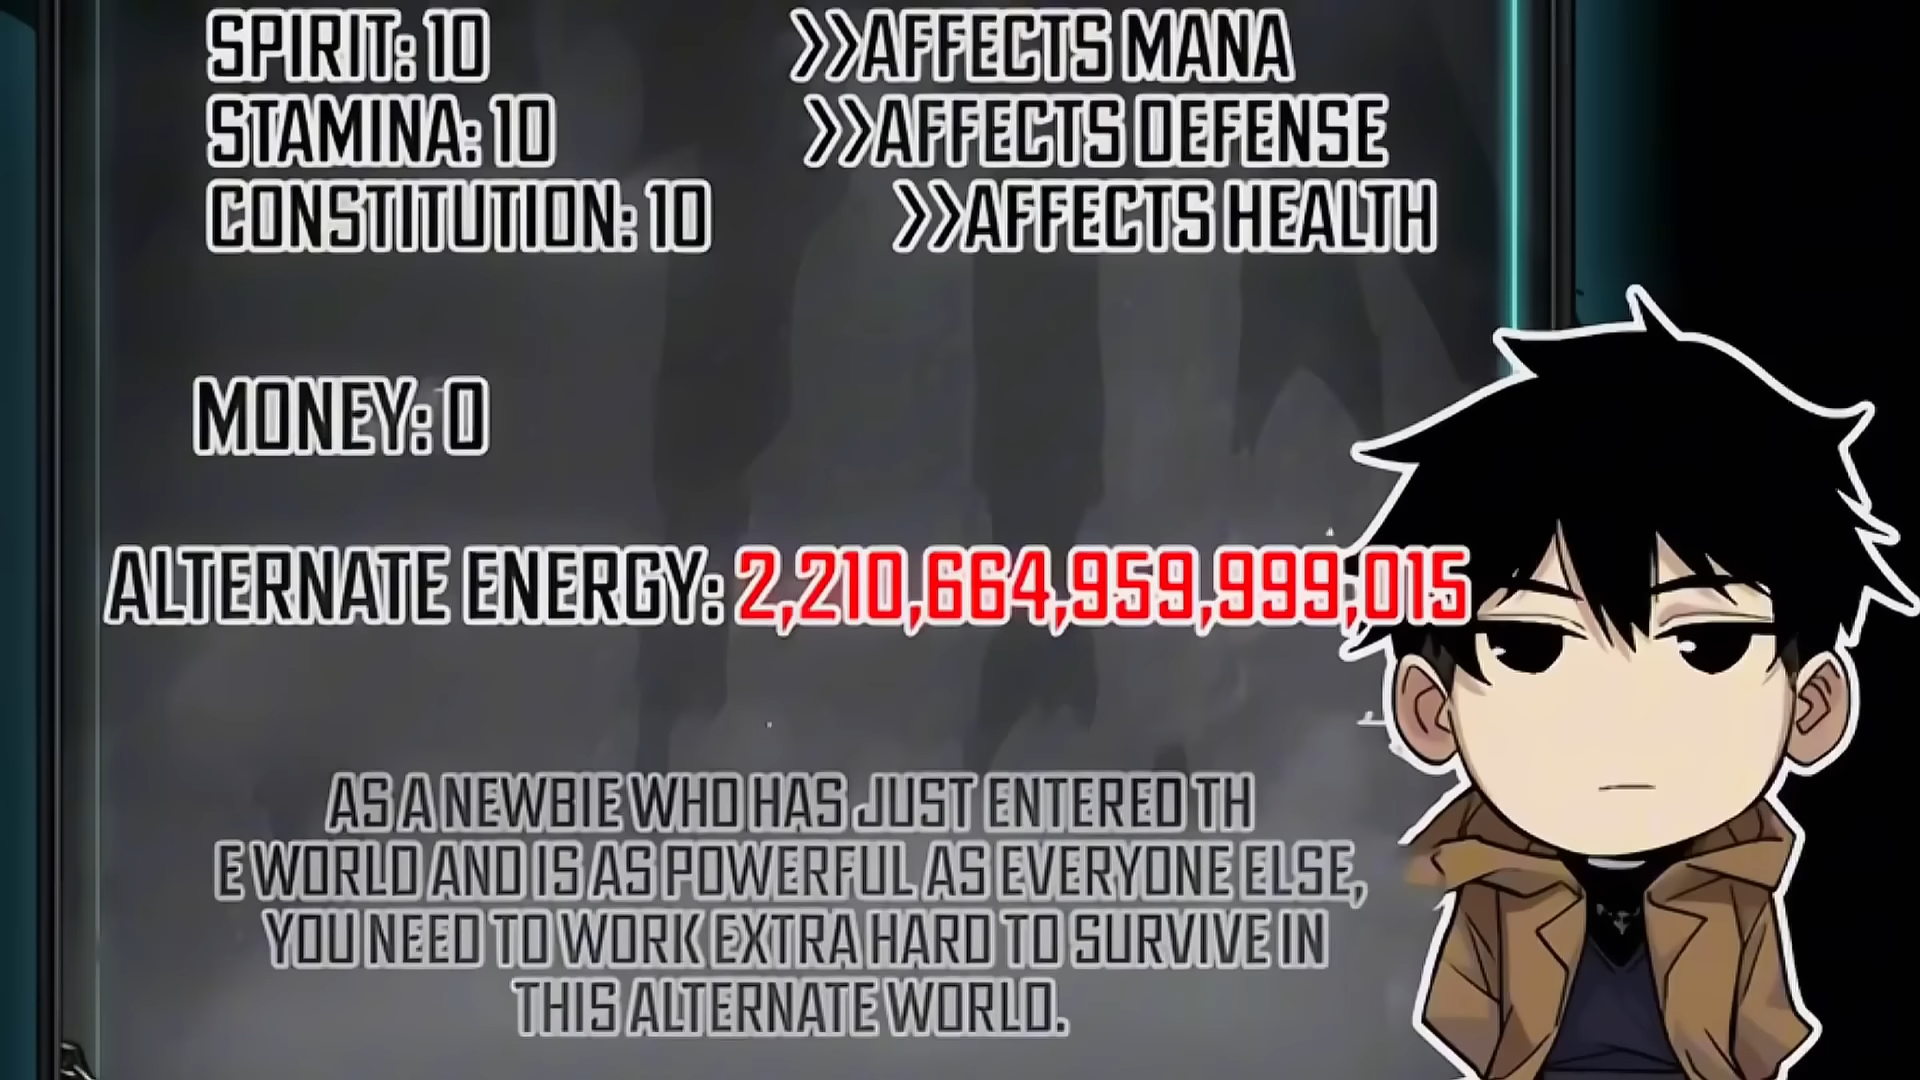 SPIRIT: 10 >>AFFECTS MANA
STAMINA: 10 >>AFFECTS DEFENSE
CONSTITUTION: 10 >>AFFECTS HEALTH
MONEY: 0
ALTERNATE ENERGY: 2,210,664,959,999,015
AS A NEWBIE WHO HAS JUST ENTERED TH
E WORLD AND IS AS POWERFUL AS EVERYONE ELSE,
YOU NEED TO WORK EXTRA HARD TO SURVIVE IN
THIS ALTERNATE WORLD.